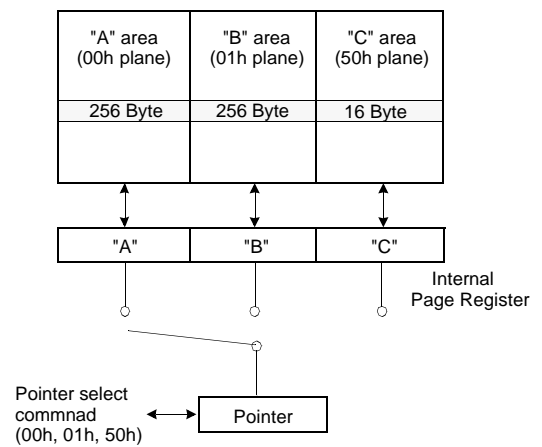 "A" area
(00h plane)
"B" area
(01h plane)
"C" area
(50h plane)
256 Byte
256 Byte
16 Byte
"A"
"B"
"C"
Internal
Page Register
Pointer select
commnad
(00h, 01h, 50h)
Pointer